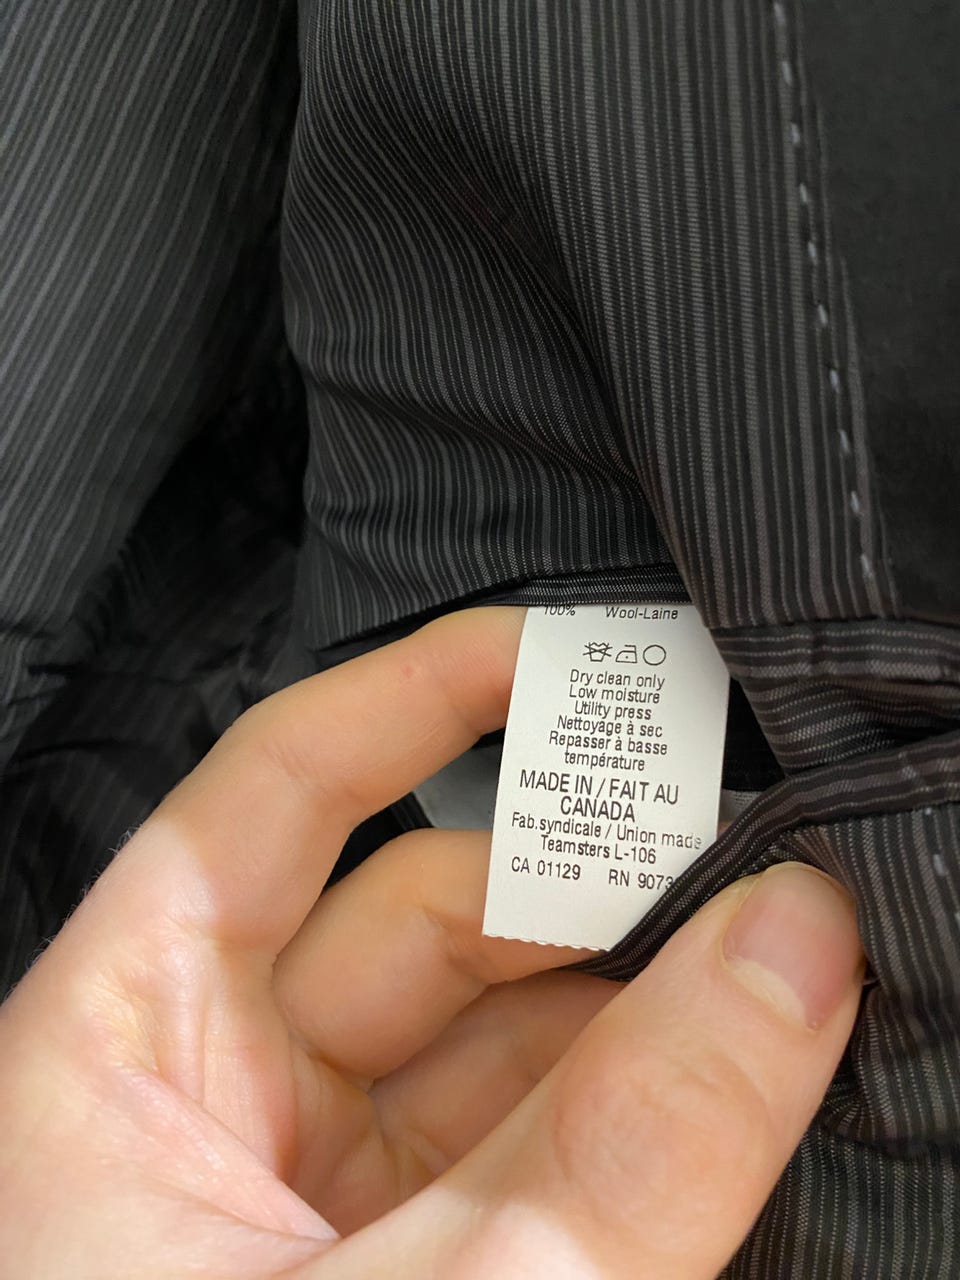 100% Wool-Laine
Dry clean only
Low moisture
Utility press
Nettoyage à sec
Repasser à basse
température
MADE IN / FAIT AU
CANADA
Fab.syndicale / Union made
Teamsters L-106
CA 01129 RN